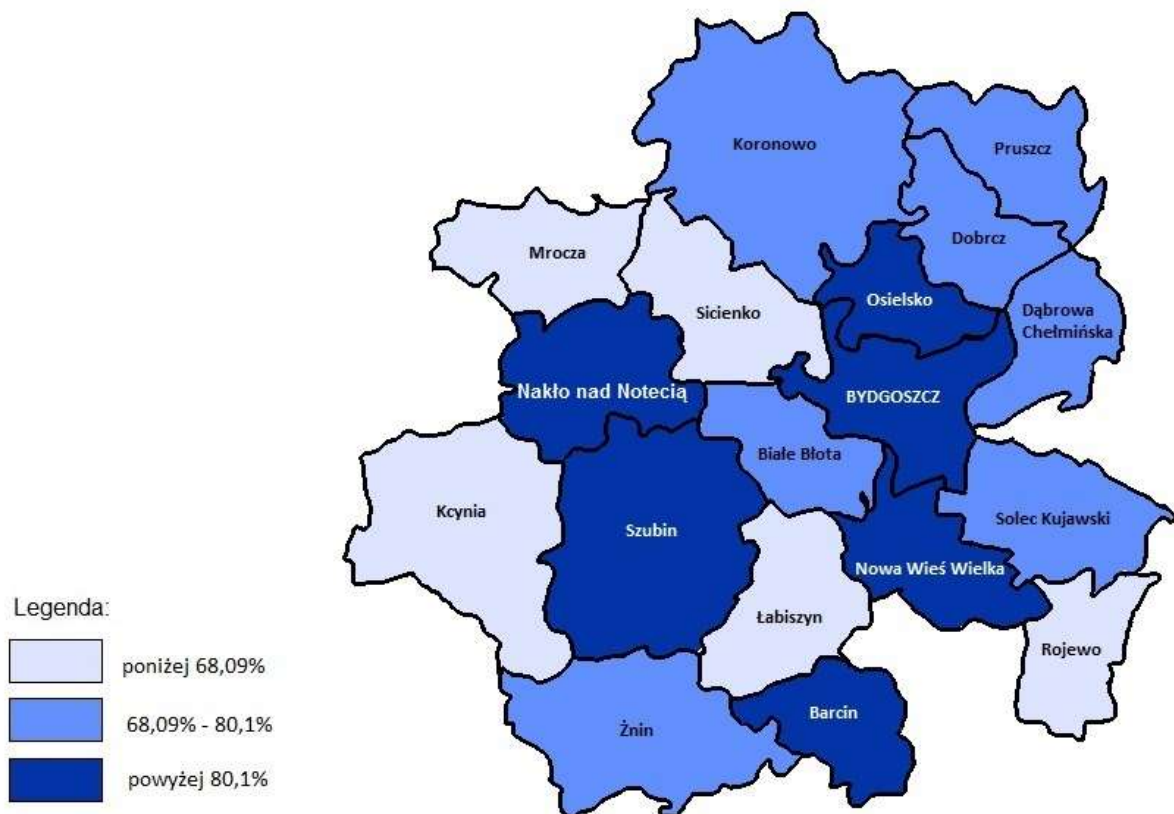 Koronowo
Pruszcz
Dobrcz
Mrocza
Osielsko
Sicienko
Dąbrowa
Chełmińska
Nakło nad Notecią
BYDGOSZCZ
Białe Błota
Kcynia
Solec Kujawski
Szubin
Nowa Wieś Wielka
Łabiszyn
Rojewo
Barcin
Żnin
Legenda:
poniżej 68,09%
68,09% - 80,1%
powyżej 80,1%